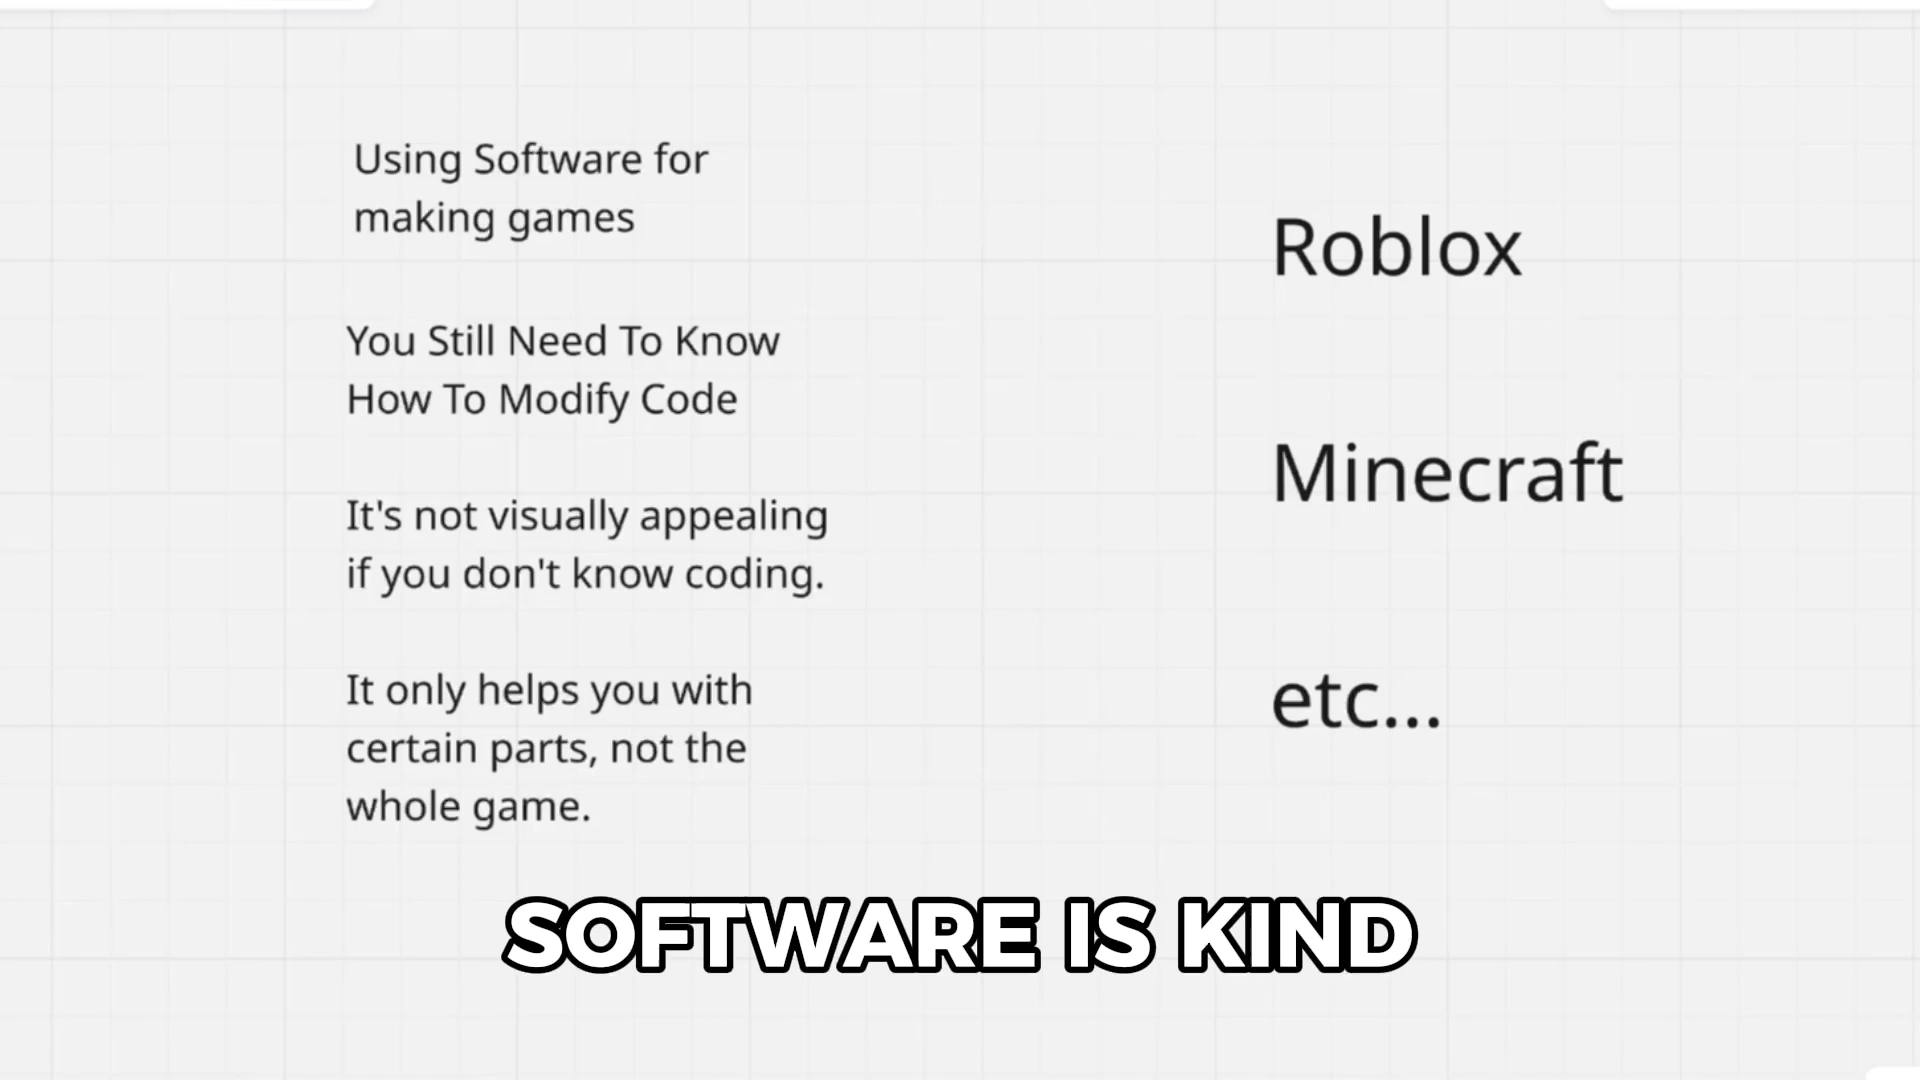 Using Software for
making games
You Still Need To Know
How To Modify Code
It's not visually appealing
if you don't know coding.
It only helps you with
certain parts, not the
whole game.
Roblox
Minecraft
etc...
SOFTWARE IS KIND